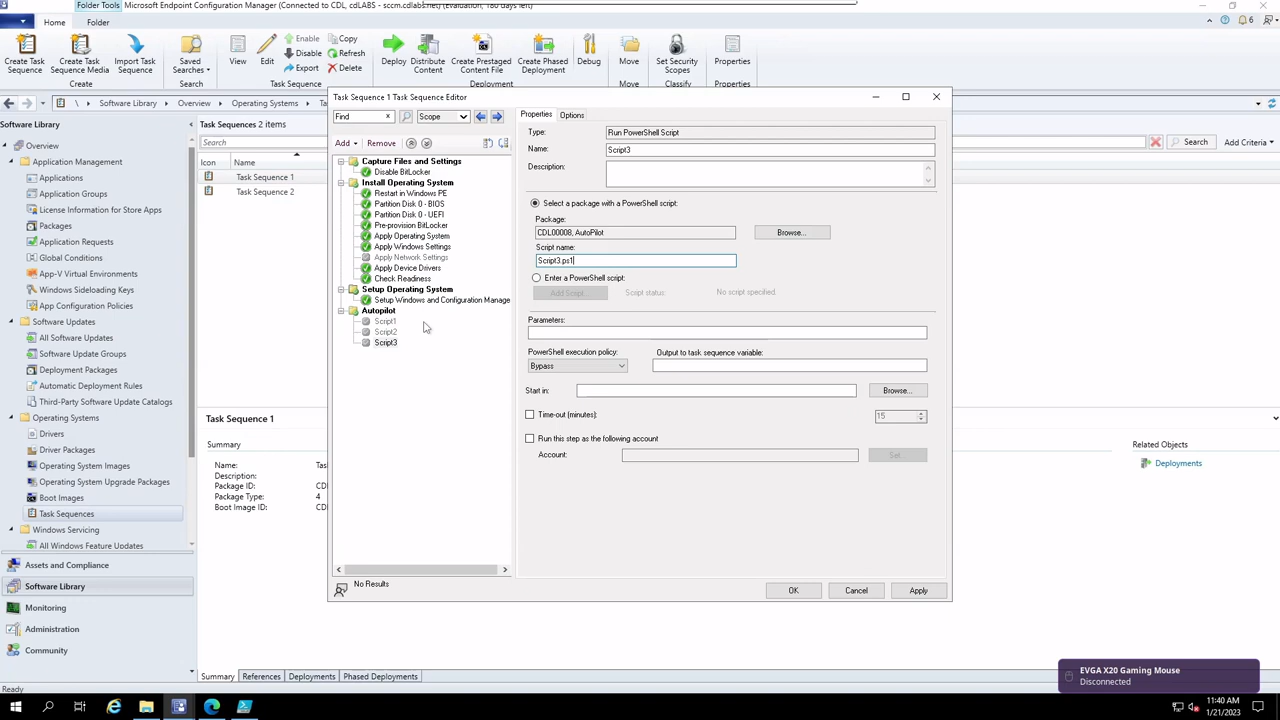 Folder Tools
Microsoft Endpoint Configuration Manager (Connected to CDL, cdLABS - sccm.cdlabs.net) (Evaluation, 180 days left)
Home
Folder
6
Create Task Sequence
Create Task Sequence Media
Import Task Sequence
Create
Saved Searches
Search
View
Edit
Enable
Disable
Export
Copy
Refresh
Delete
Task Sequence
Deploy
Distribute Content
Create Prestaged Content File
Create Phased Deployment
Deployment
Debug
Debug
Move
Move
Set Security Scopes
Classify
Properties
Properties
\ Software Library Overview Operating Systems
Software Library
Overview
Application Management
Applications
Application Groups
License Information for Store Apps
Packages
Application Requests
Global Conditions
App-V Virtual Environments
Windows Sideloading Keys
App Configuration Policies
Software Updates
All Software Updates
Software Update Groups
Deployment Packages
Automatic Deployment Rules
Third-Party Software Update Catalogs
Operating Systems
Drivers
Driver Packages
Operating System Images
Operating System Upgrade Packages
Boot Images
Task Sequences
Windows Servicing
All Windows Feature Updates
Assets and Compliance
Software Library
Monitoring
Administration
Community
Ready
Task Sequences 2 items
Search
Search
Add Criteria
Icon Name
Task Sequence 1
Task Sequence 2
Task Sequence 1
Summary
Name:
Description:
Package ID:
Package Type: 4
Boot Image ID:
Related Objects
Deployments
Summary References Deployments Phased Deployments
Task Sequence 1 Task Sequence Editor
Find
Scope
Add
Remove
Capture Files and Settings
Disable BitLocker
Install Operating System
Restart in Windows PE
Partition Disk 0 - BIOS
Partition Disk 0 - UEFI
Pre-provision BitLocker
Apply Operating System
Apply Windows Settings
Apply Network Settings
Apply Device Drivers
Check Readiness
Setup Operating System
Setup Windows and Configuration Manage
Autopilot
Script1
Script2
Script3
Properties Options
Type: Run PowerShell Script
Name: Script3
Description:
Select a package with a PowerShell script:
Package:
CDL00008, AutoPilot
Browse...
Script name:
Script3.ps1
Enter a PowerShell script:
Add Script...
Script status:
No script specified.
Parameters:
PowerShell execution policy:
Output to task sequence variable:
Bypass
Start in:
Browse...
Time-out (minutes):
15
Run this step as the following account
Account:
Set...
No Results
OK
Cancel
Apply
EVGA X20 Gaming Mouse
Disconnected
11:40 AM
1/21/2023